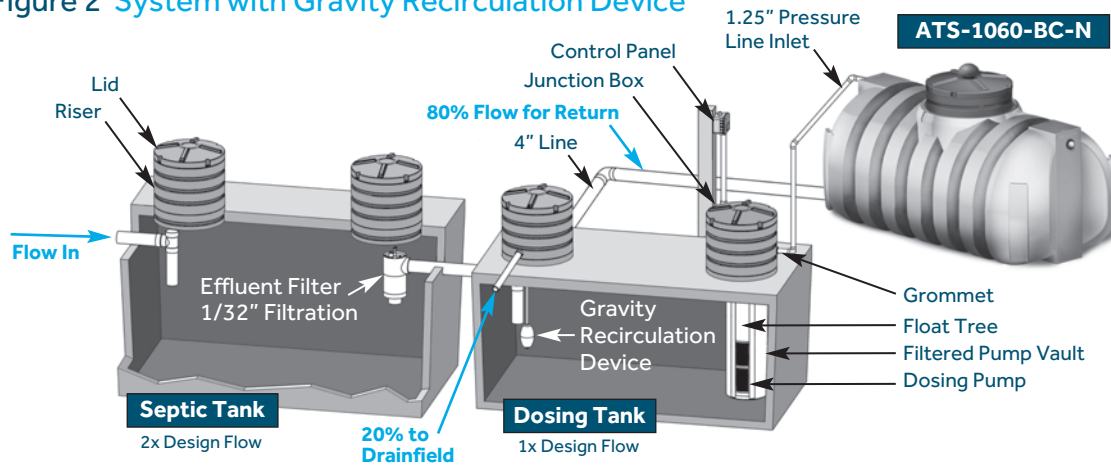 Figure 2 System with Gravity Recirculation Device
1.25" Pressure
Line Inlet
ATS-1060-BC-N
Control Panel
Junction Box
Lid
Riser
80% Flow for Return
4" Line
Flow In
Effluent Filter
1/32" Filtration
Gravity
Recirculation
Device
Grommet
Float Tree
Filtered Pump Vault
Dosing Pump
Septic Tank
2x Design Flow
20% to
Drainfield
Dosing Tank
1x Design Flow